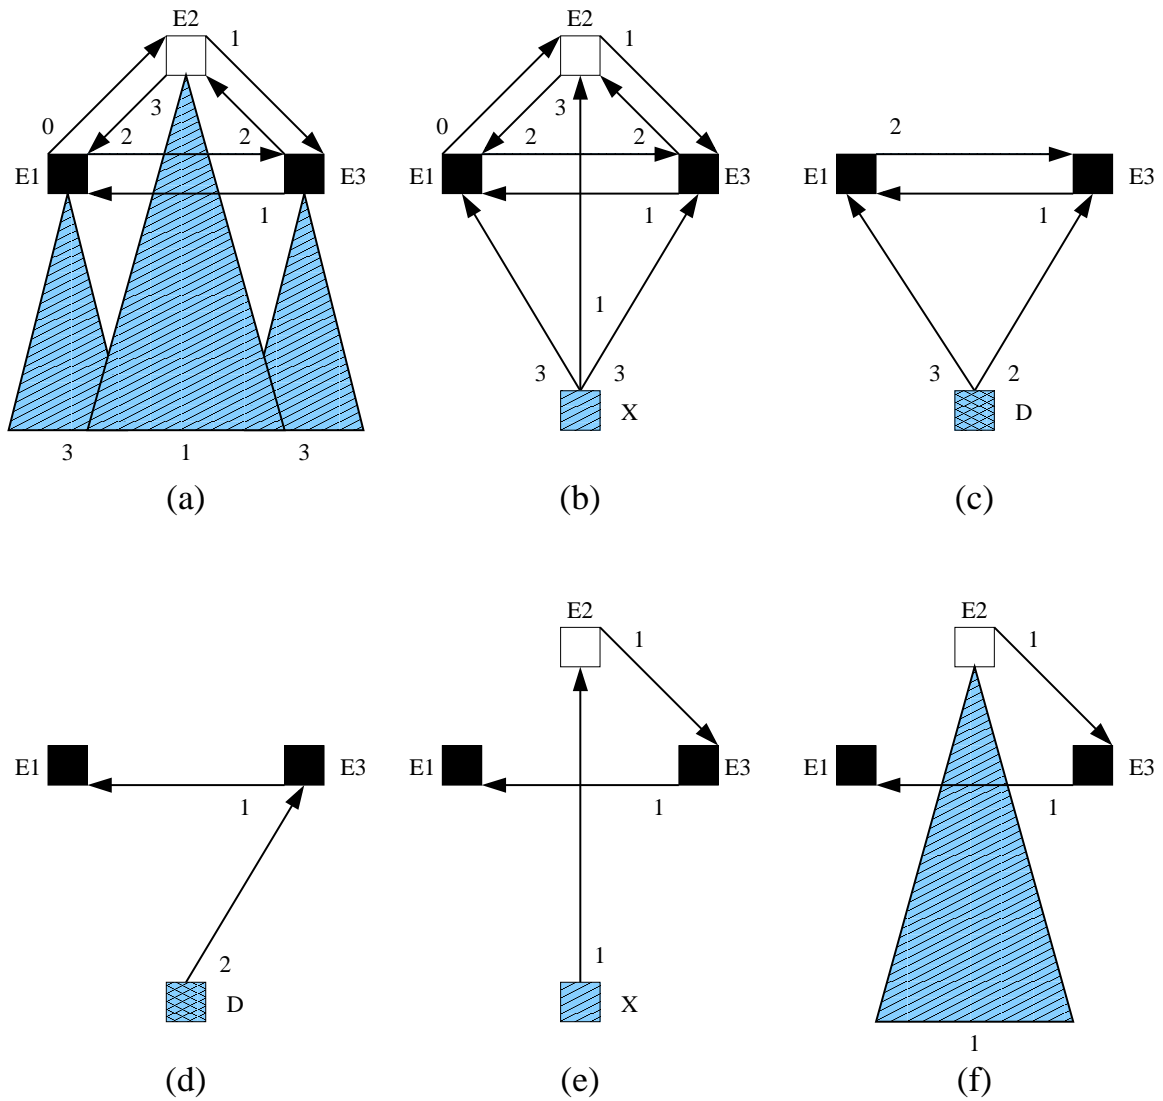 E2 E2
1 1
0 3 0 3
2 2 2 2 2
E1 E3 E1 E3 E1 E3
1 1 1
1
3 3 3 2
X D
3 1 3
(a) (b) (c)
E2 E2
1 1
E1 E3 E1 E3 E1 E3
1 1 1
2 1
D X
1
(d) (e) (f)